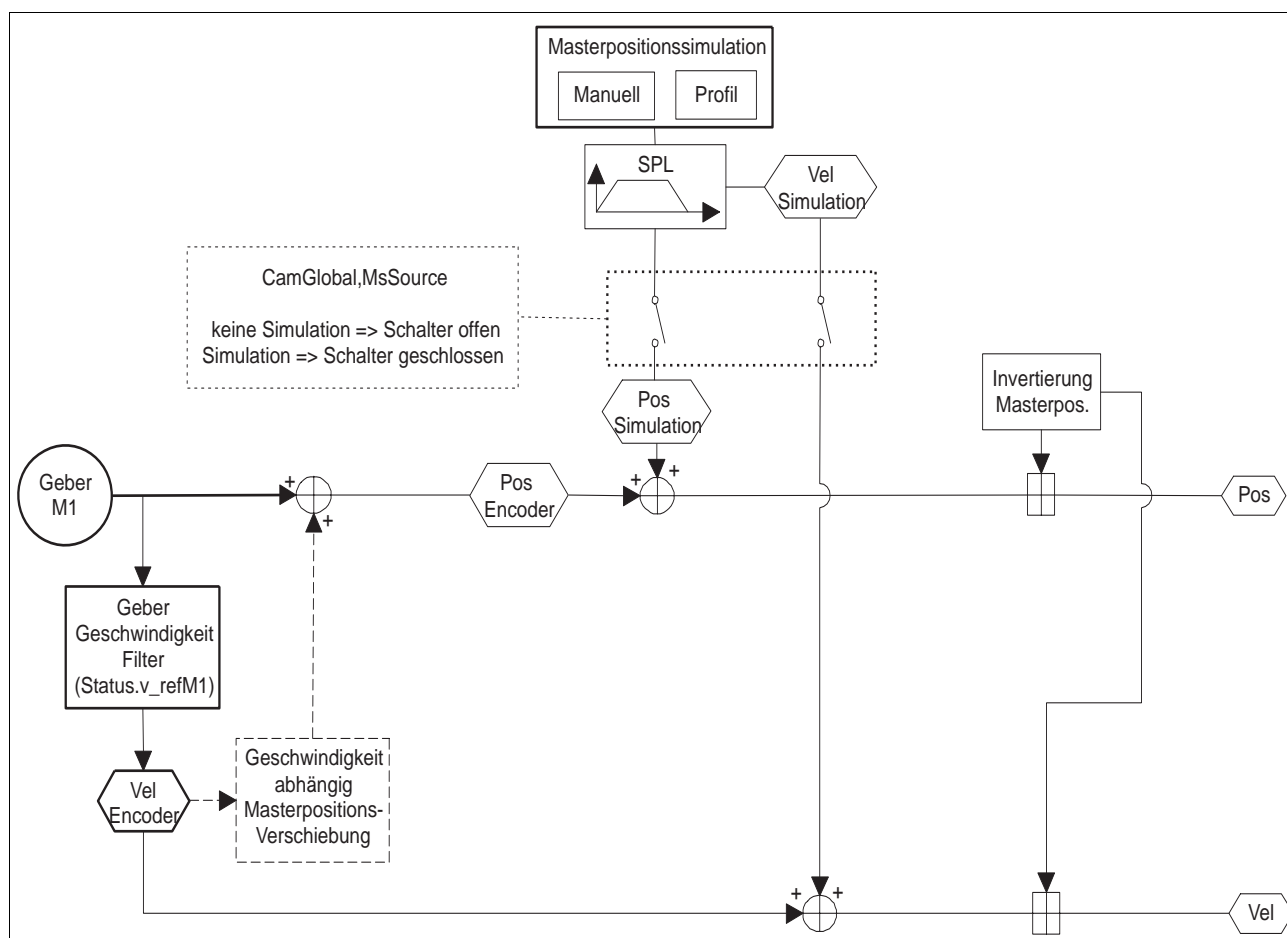 Masterpositionssimulation
Manuell
Profil
SPL
Vel
Simulation
CamGlobal,MsSource
keine Simulation => Schalter offen
Simulation => Schalter geschlossen
Pos
Simulation
Invertierung
Masterpos.
Geber
M1
+
+
Pos
Encoder
+
+
Pos
Geber
Geschwindigkeit
Filter
(Status.v_refM1)
Vel
Encoder
Geschwindigkeit
abhängig
Masterpositions-
Verschiebung
+
+
Vel